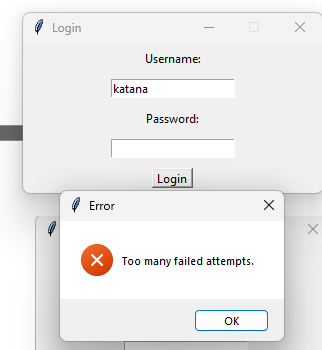 Login
Username:
katana
Password:
Login
Error
Too many failed attempts.
OK